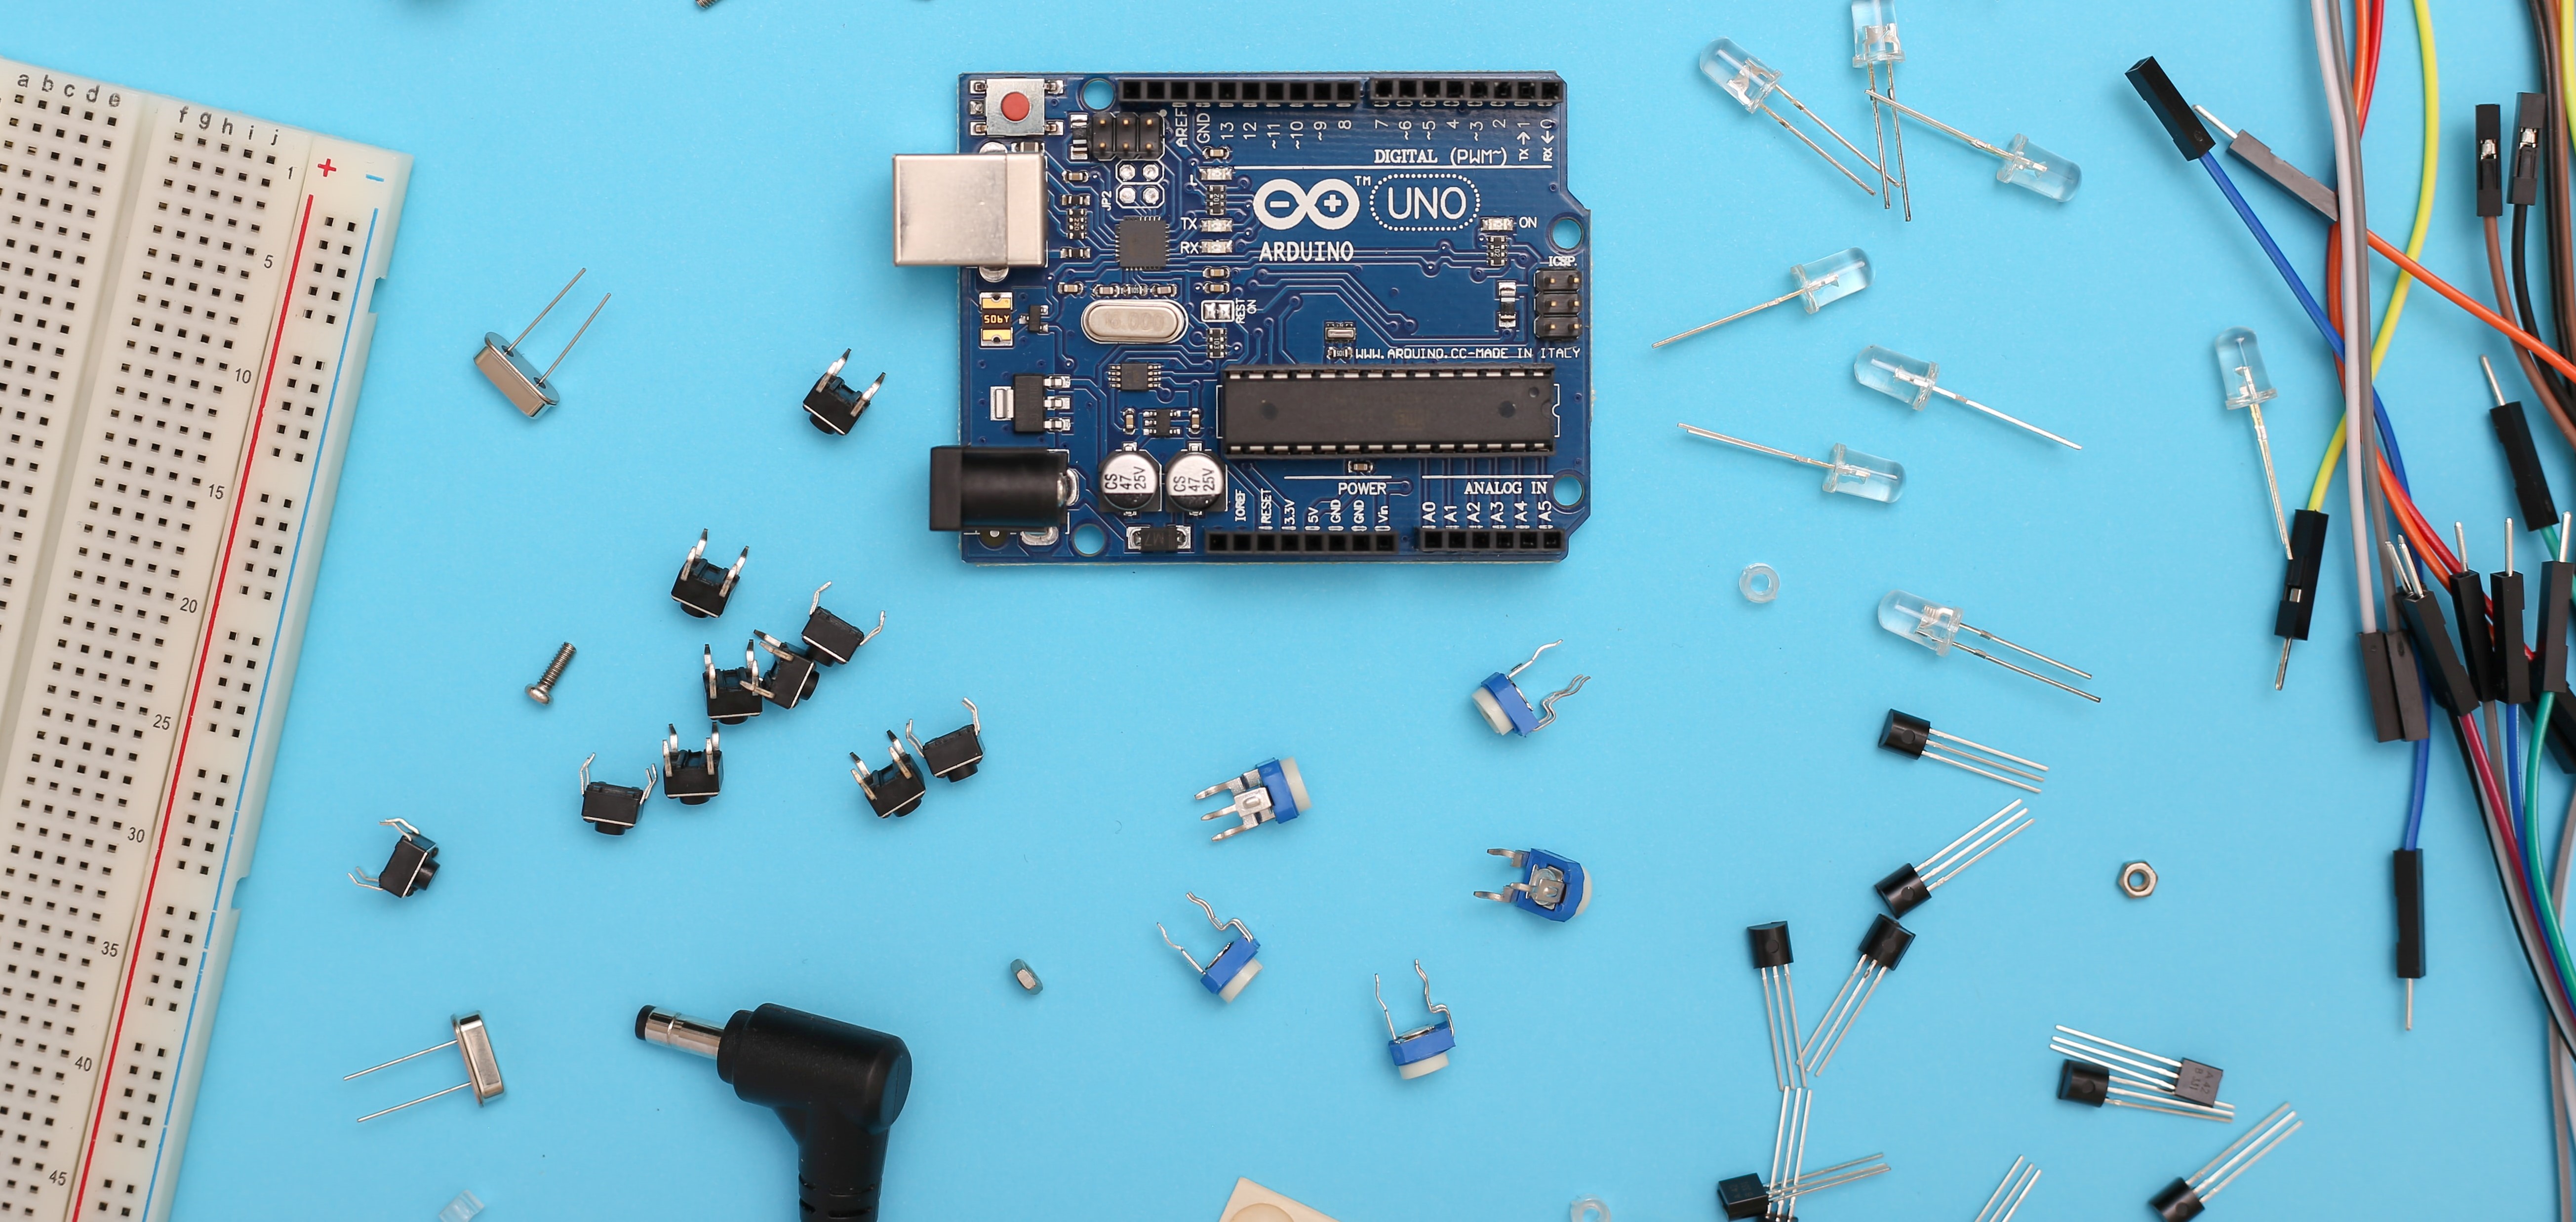 a b c d e
f g h i j
+ −
1
5
10
15
20
25
30
35
40
45
AREF
GND
13
12
~11
~10
~9
8
7
~6
~5
4
~3
2
TX→1
RX←0
DIGITAL (PWM~)
JP2
L
TX
RX
TM
UNO
ARDUINO
ON
ICSP
WWW.ARDUINO.CC-MADE IN ITALY
CS
47
25V
CS
47
25V
POWER
ANALOG IN
IOREF
RESET
3.3V
5V
GND
GND
Vin
A0
A1
A2
A3
A4
A5
M7